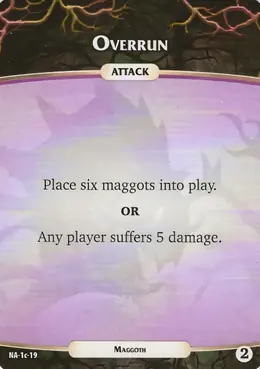 OVERRUN
ATTACK
Place six maggots into play.
OR
Any player suffers 5 damage.
MAGGOTH
NA-1c-19
2